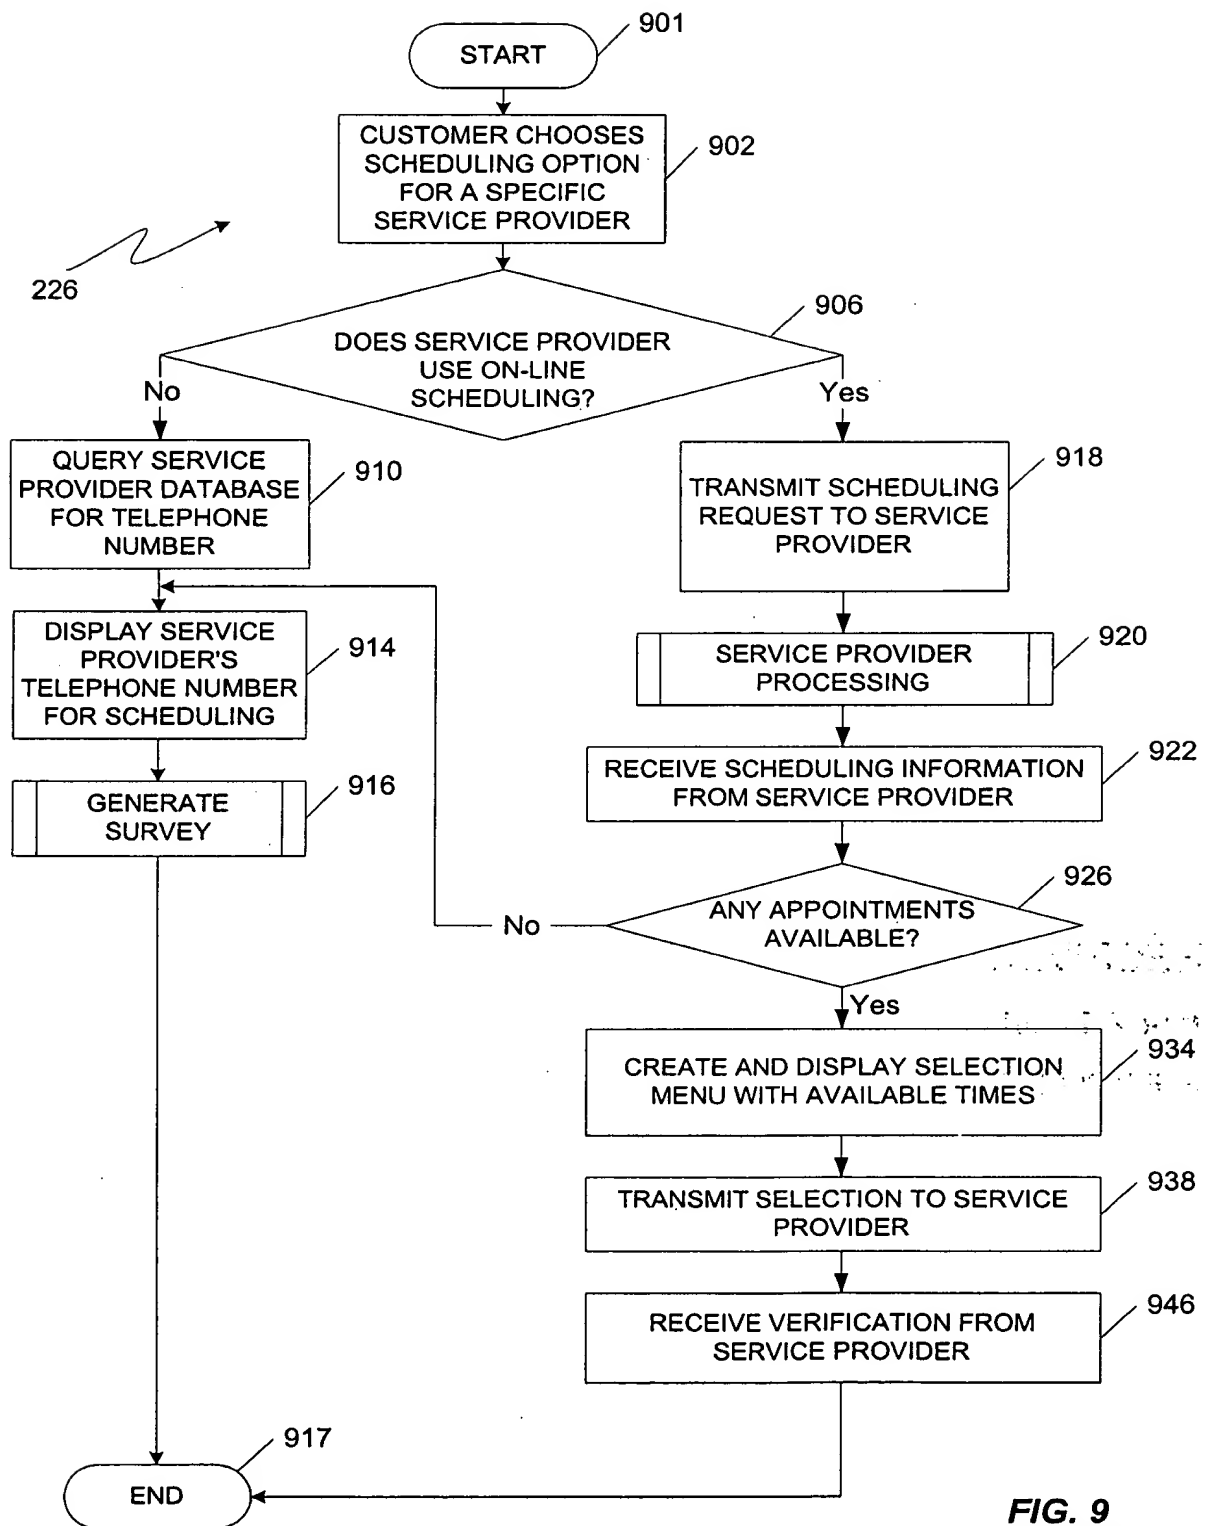 901
START
CUSTOMER CHOOSES
SCHEDULING OPTION
FOR A SPECIFIC
SERVICE PROVIDER
902
226
906
DOES SERVICE PROVIDER
USE ON-LINE
SCHEDULING?
No
Yes
QUERY SERVICE
PROVIDER DATABASE
FOR TELEPHONE
NUMBER
910
TRANSMIT SCHEDULING
REQUEST TO SERVICE
PROVIDER
918
DISPLAY SERVICE
PROVIDER'S
TELEPHONE NUMBER
FOR SCHEDULING
914
SERVICE PROVIDER
PROCESSING
920
GENERATE
SURVEY
916
RECEIVE SCHEDULING INFORMATION
FROM SERVICE PROVIDER
922
ANY APPOINTMENTS
AVAILABLE?
926
No
Yes
CREATE AND DISPLAY SELECTION
MENU WITH AVAILABLE TIMES
934
TRANSMIT SELECTION TO SERVICE
PROVIDER
938
RECEIVE VERIFICATION FROM
SERVICE PROVIDER
946
917
END
FIG. 9